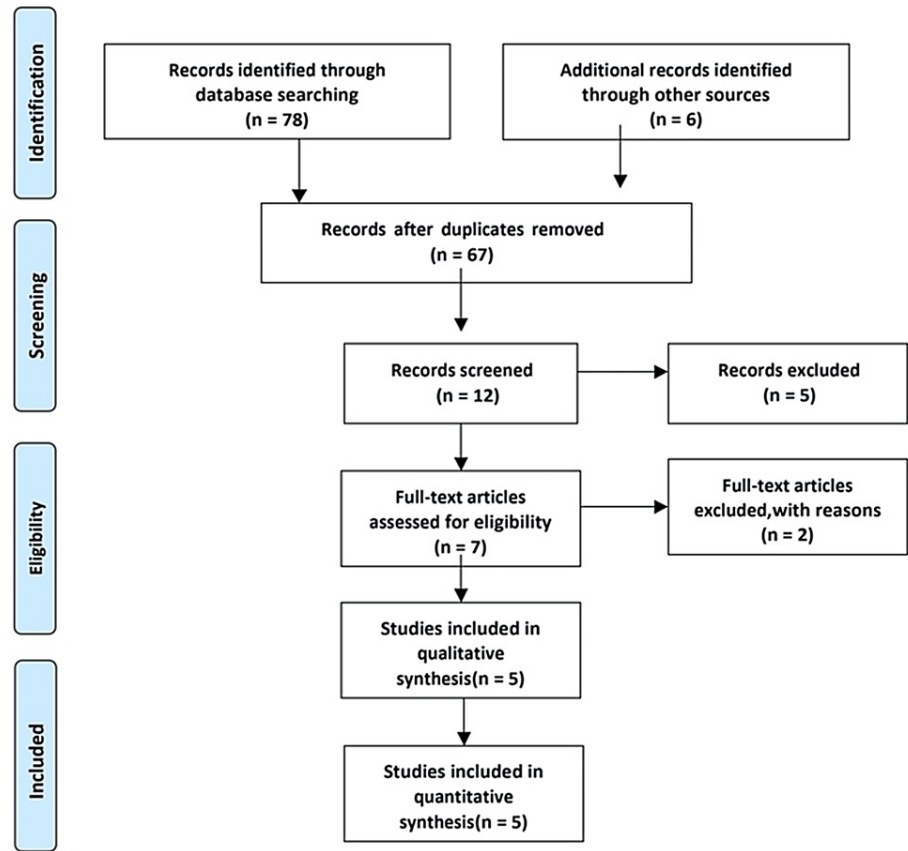 Identification
Records identified through
database searching
(n = 78)
Additional records identified
through other sources
(n = 6)
Screening
Records after duplicates removed
(n = 67)
Records screened
(n = 12)
Records excluded
(n = 5)
Eligibility
Full-text articles
assessed for eligibility
(n = 7)
Full-text articles
excluded,with reasons
(n = 2)
Studies included in
qualitative
synthesis(n = 5)
Included
Studies included in
quantitative
synthesis(n = 5)